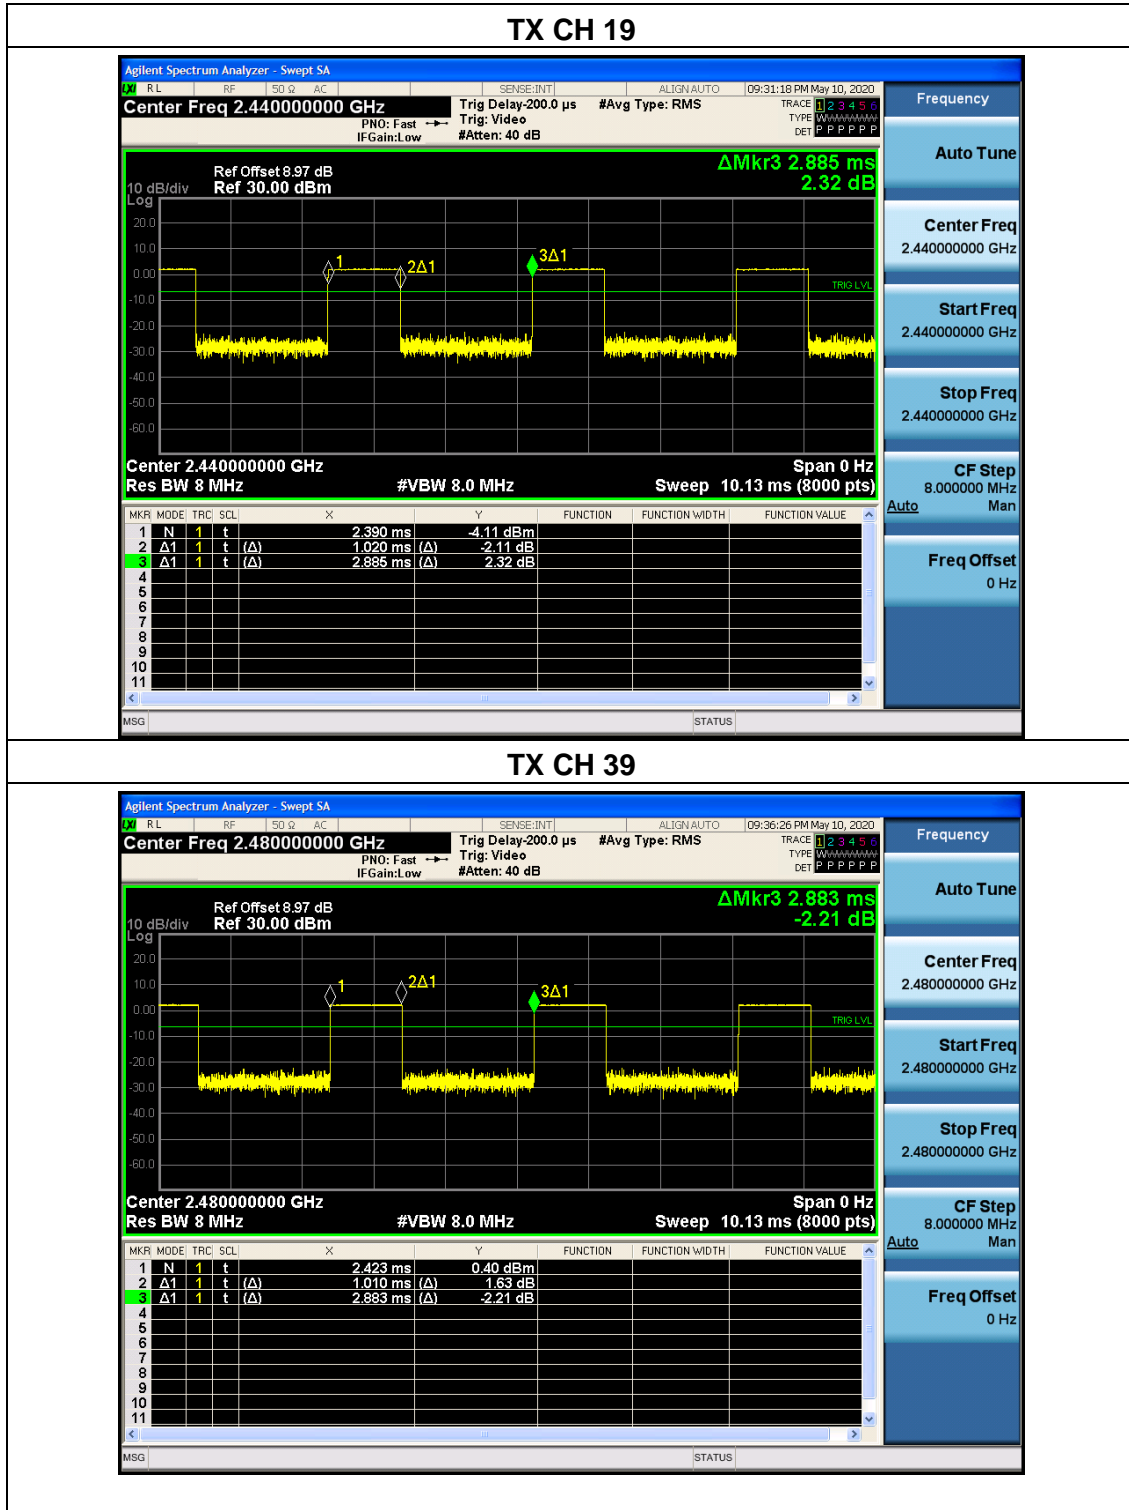 TX CH 19
Agilent Spectrum Analyzer - Swept SA
LXI RL RF 50 Ω AC SENSE:INT ALIGN AUTO 09:31:18 PM May 10, 2020
Center Freq 2.440000000 GHz Trig Delay-200.0 µs #Avg Type: RMS TRACE 1 2 3 4 5 6
PNO: Fast Trig: Video TYPE W
IFGain:Low #Atten: 40 dB DET P P P P P P
Frequency
Auto Tune
Center Freq
2.440000000 GHz
Start Freq
2.440000000 GHz
Stop Freq
2.440000000 GHz
CF Step
8.000000 MHz
Auto Man
Freq Offset
0 Hz
ΔMkr3 2.885 ms
2.32 dB
Ref Offset 8.97 dB
10 dB/div Ref 30.00 dBm
Log
20.0
10.0
0.00
-10.0
-20.0
-30.0
-40.0
-50.0
-60.0
1
2Δ1
3Δ1
TRIG LVL
Center 2.440000000 GHz Span 0 Hz
Res BW 8 MHz #VBW 8.0 MHz Sweep 10.13 ms (8000 pts)
MKR MODE TRC SCL X Y FUNCTION FUNCTION WIDTH FUNCTION VALUE
1 N 1 t 2.390 ms -4.11 dBm
2 Δ1 1 t (Δ) 1.020 ms (Δ) -2.11 dB
3 Δ1 1 t (Δ) 2.885 ms (Δ) 2.32 dB
4
5
6
7
8
9
10
11
MSG STATUS
TX CH 39
Agilent Spectrum Analyzer - Swept SA
LXI RL RF 50 Ω AC SENSE:INT ALIGN AUTO 09:36:26 PM May 10, 2020
Center Freq 2.480000000 GHz Trig Delay-200.0 µs #Avg Type: RMS TRACE 1 2 3 4 5 6
PNO: Fast Trig: Video TYPE W
IFGain:Low #Atten: 40 dB DET P P P P P P
Frequency
Auto Tune
Center Freq
2.480000000 GHz
Start Freq
2.480000000 GHz
Stop Freq
2.480000000 GHz
CF Step
8.000000 MHz
Auto Man
Freq Offset
0 Hz
ΔMkr3 2.883 ms
-2.21 dB
Ref Offset 8.97 dB
10 dB/div Ref 30.00 dBm
Log
20.0
10.0
0.00
-10.0
-20.0
-30.0
-40.0
-50.0
-60.0
1
2Δ1
3Δ1
TRIG LVL
Center 2.480000000 GHz Span 0 Hz
Res BW 8 MHz #VBW 8.0 MHz Sweep 10.13 ms (8000 pts)
MKR MODE TRC SCL X Y FUNCTION FUNCTION WIDTH FUNCTION VALUE
1 N 1 t 2.423 ms 0.40 dBm
2 Δ1 1 t (Δ) 1.010 ms (Δ) 1.63 dB
3 Δ1 1 t (Δ) 2.883 ms (Δ) -2.21 dB
4
5
6
7
8
9
10
11
MSG STATUS